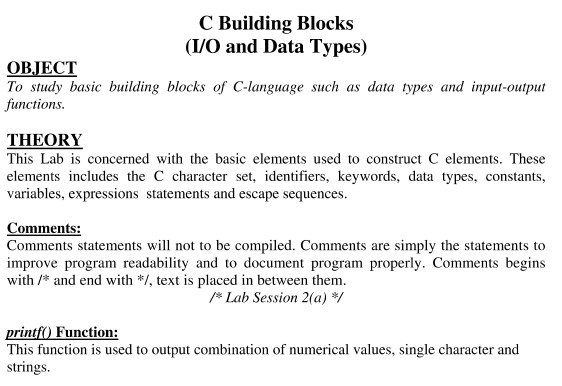 C Building Blocks
(I/O and Data Types)
OBJECT
To study basic building blocks of C-language such as data types and input-output
functions.
THEORY
This Lab is concerned with the basic elements used to construct C elements. These
elements includes the C character set, identifiers, keywords, data types, constants,
variables, expressions statements and escape sequences.
Comments:
Comments statements will not to be compiled. Comments are simply the statements to
improve program readability and to document program properly. Comments begins
with /* and end with */, text is placed in between them.
/* Lab Session 2(a) */
printf() Function:
This function is used to output combination of numerical values, single character and
strings.